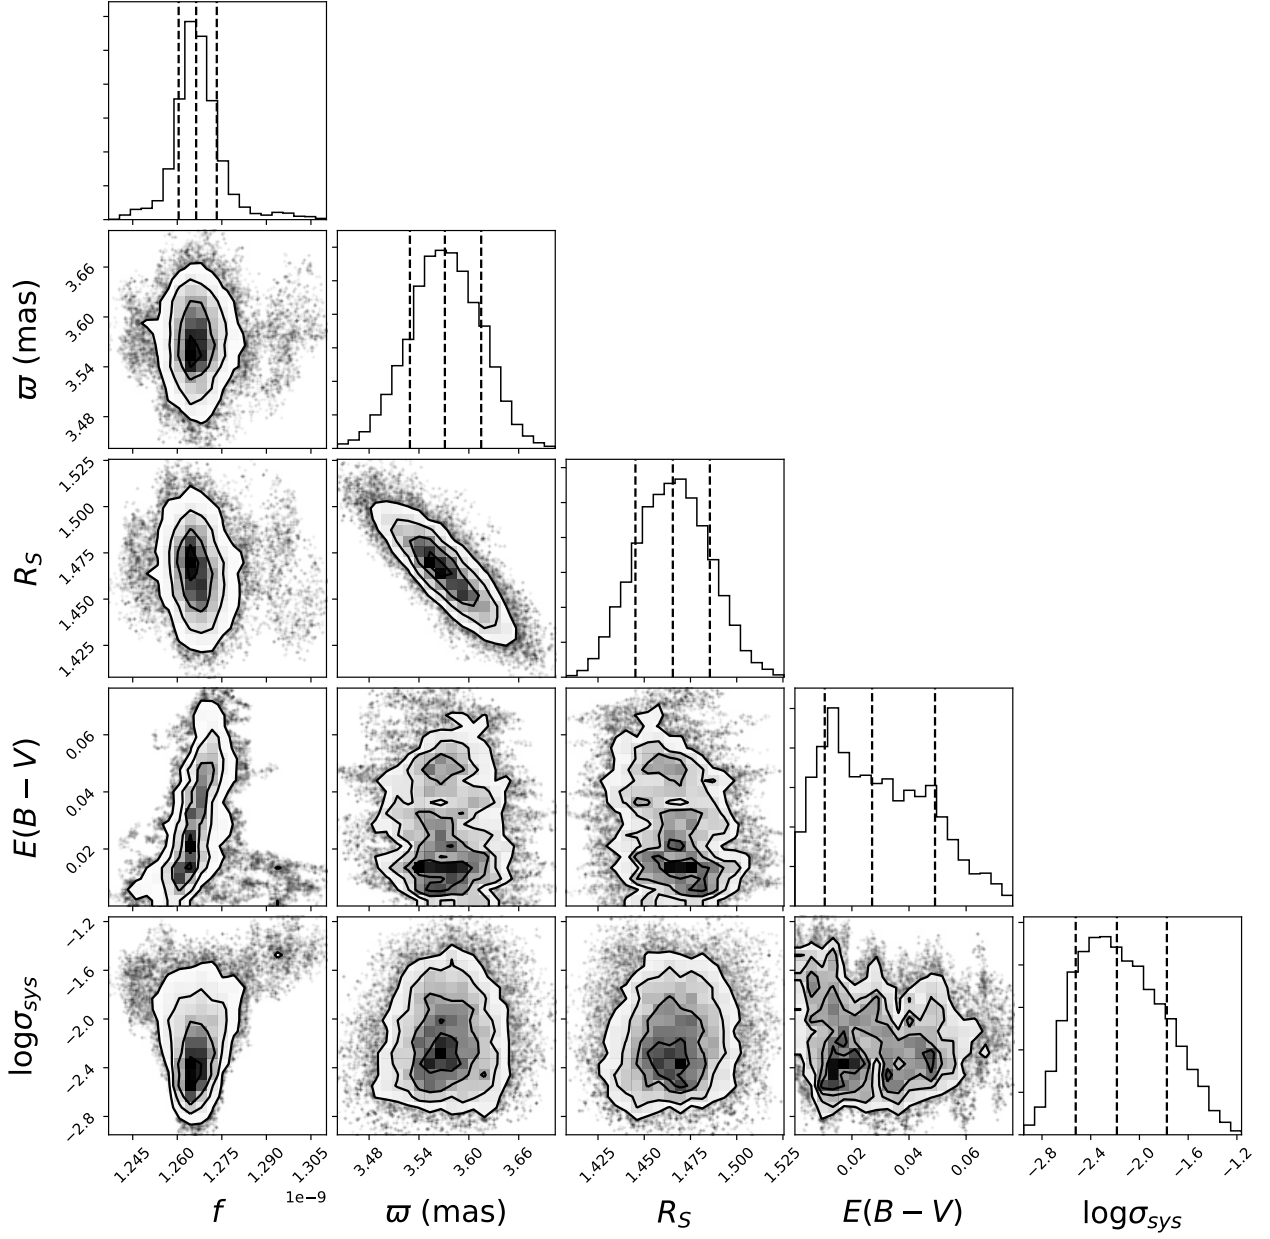 ϖ (mas)
3.66
3.60
3.54
3.48
R_S
1.525
1.500
1.475
1.450
1.425
E(B − V)
0.06
0.04
0.02
logσ_sys
−1.2
−1.6
−2.0
−2.4
−2.8
1.245 1.260 1.275 1.290 1.305
1e−9
f
3.48 3.54 3.60 3.66
ϖ (mas)
1.425 1.450 1.475 1.500 1.525
R_S
0.02 0.04 0.06
E(B − V)
−2.8 −2.4 −2.0 −1.6 −1.2
logσ_sys